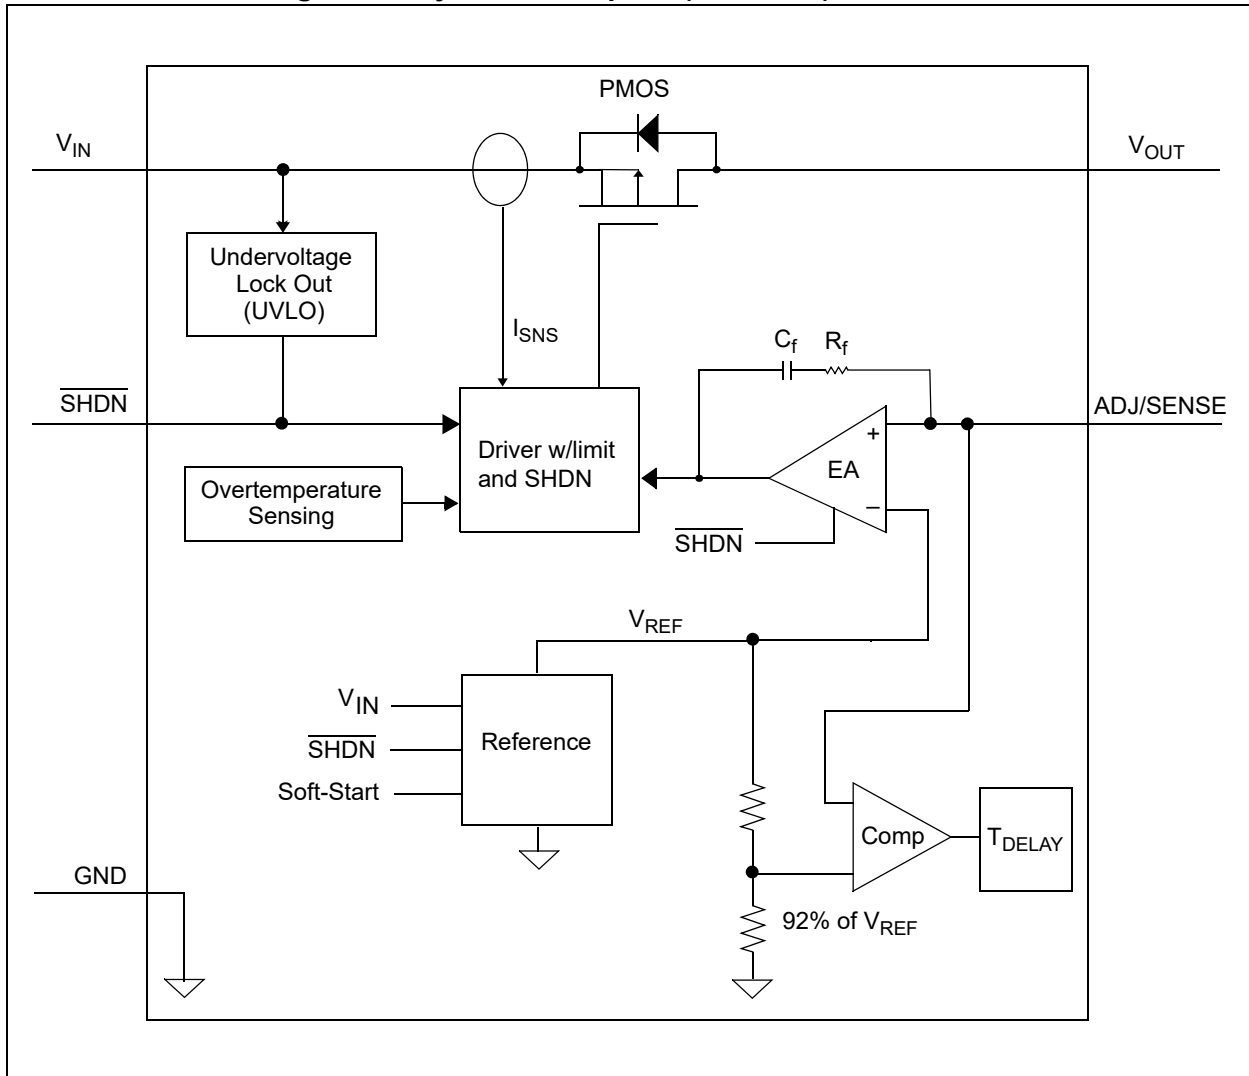 PMOS
VIN
VOUT
Undervoltage
Lock Out
(UVLO)
ISNS
Cf
Rf
SHDN
ADJ/SENSE
+
Driver w/limit
and SHDN
EA
Overtemperature
Sensing
−
SHDN
VREF
VIN
SHDN
Reference
Soft-Start
Comp
TDELAY
GND
92% of VREF